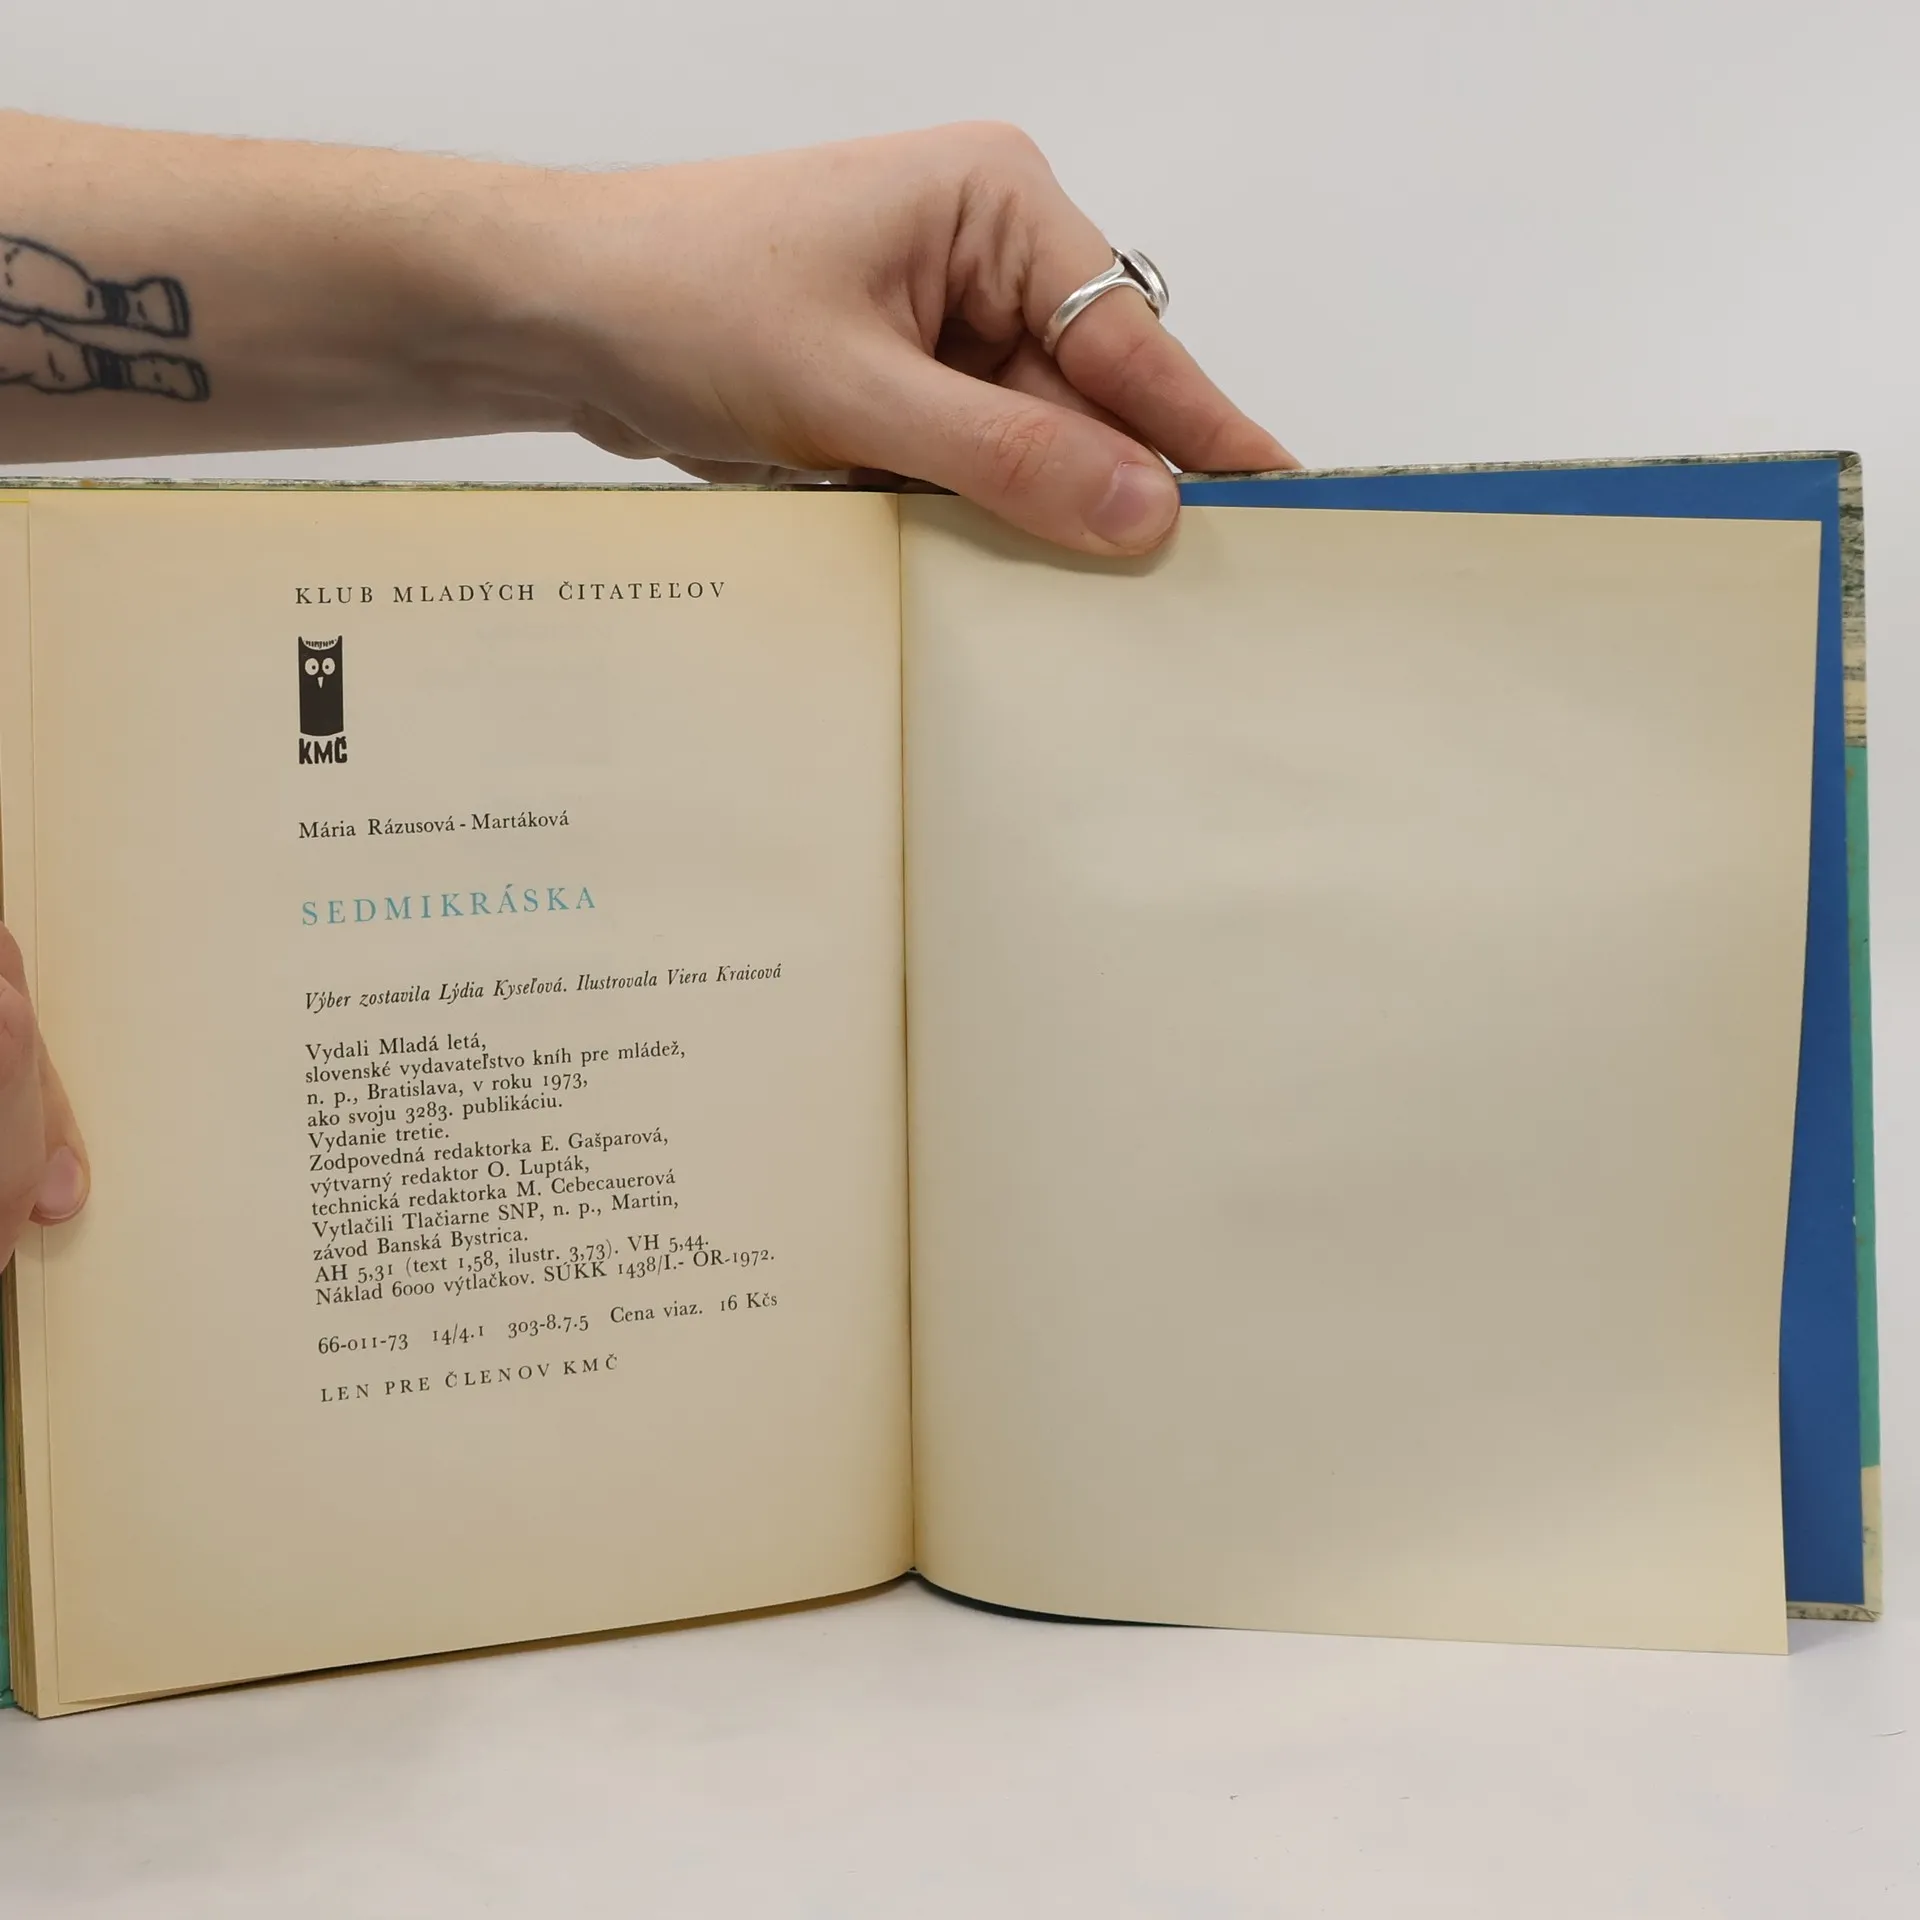 KLUB MLADÝCH ČITATEĽOV
KMČ
Mária Rázusová-Martáková
SEDMIKRÁSKA
Výber zostavila Lýdia Kyseľová. Ilustrovala Viera Kraicová
Vydali Mladá letá,
slovenské vydavateľstvo kníh pre mládež,
n. p., Bratislava, v roku 1973,
ako svoju 3283. publikáciu.
Vydanie tretie.
Zodpovedná redaktorka E. Gašparová,
výtvarný redaktor O. Lupták,
technická redaktorka M. Cebecauerová
Vytlačili Tlačiarne SNP, n. p., Martin,
závod Banská Bystrica.
AH 5,31 (text 1,58, ilustr. 3,73). VH 5,44.
Náklad 6000 výtlačkov. SÚKK 1438/I.- OR-1972.
66-011-73 14/4.1 303-8.7.5 Cena viaz. 16 Kčs
LEN PRE ČLENOV KMČ